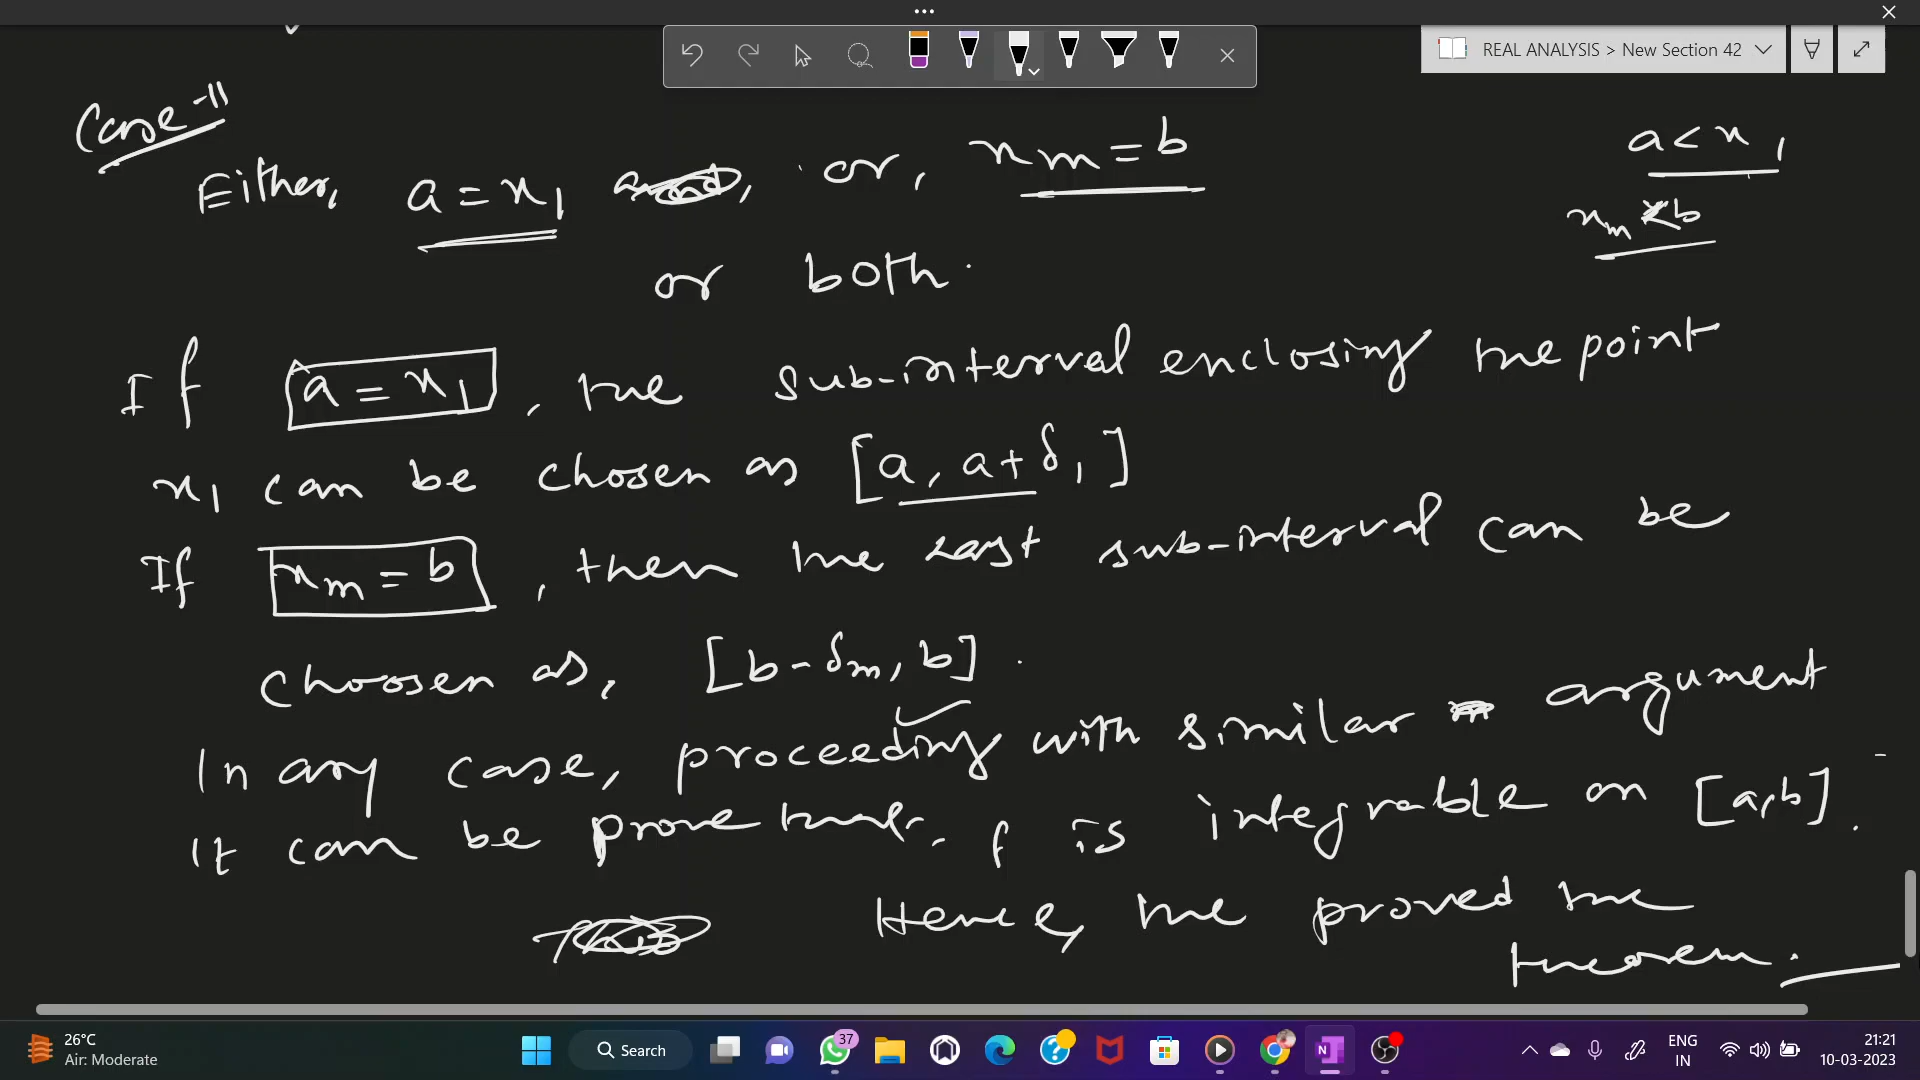 REAL ANALYSIS > New Section 42
Case-II
Either, a = x₁, or, xₘ = b
a < x₁
xₘ < b
or both.
If a = x₁, the sub-interval enclosing the point
x₁ can be chosen as [a, a+δ₁]
If xₘ = b, then the last sub-interval can be
choosen as, [b-δₘ, b].
In any case, proceeding with similar argument
it can be prove that f is integrable on [a,b].
Hence, the proved the
theorem.
26°C
Air: Moderate
Search
37
ENG
IN
21:21
10-03-2023